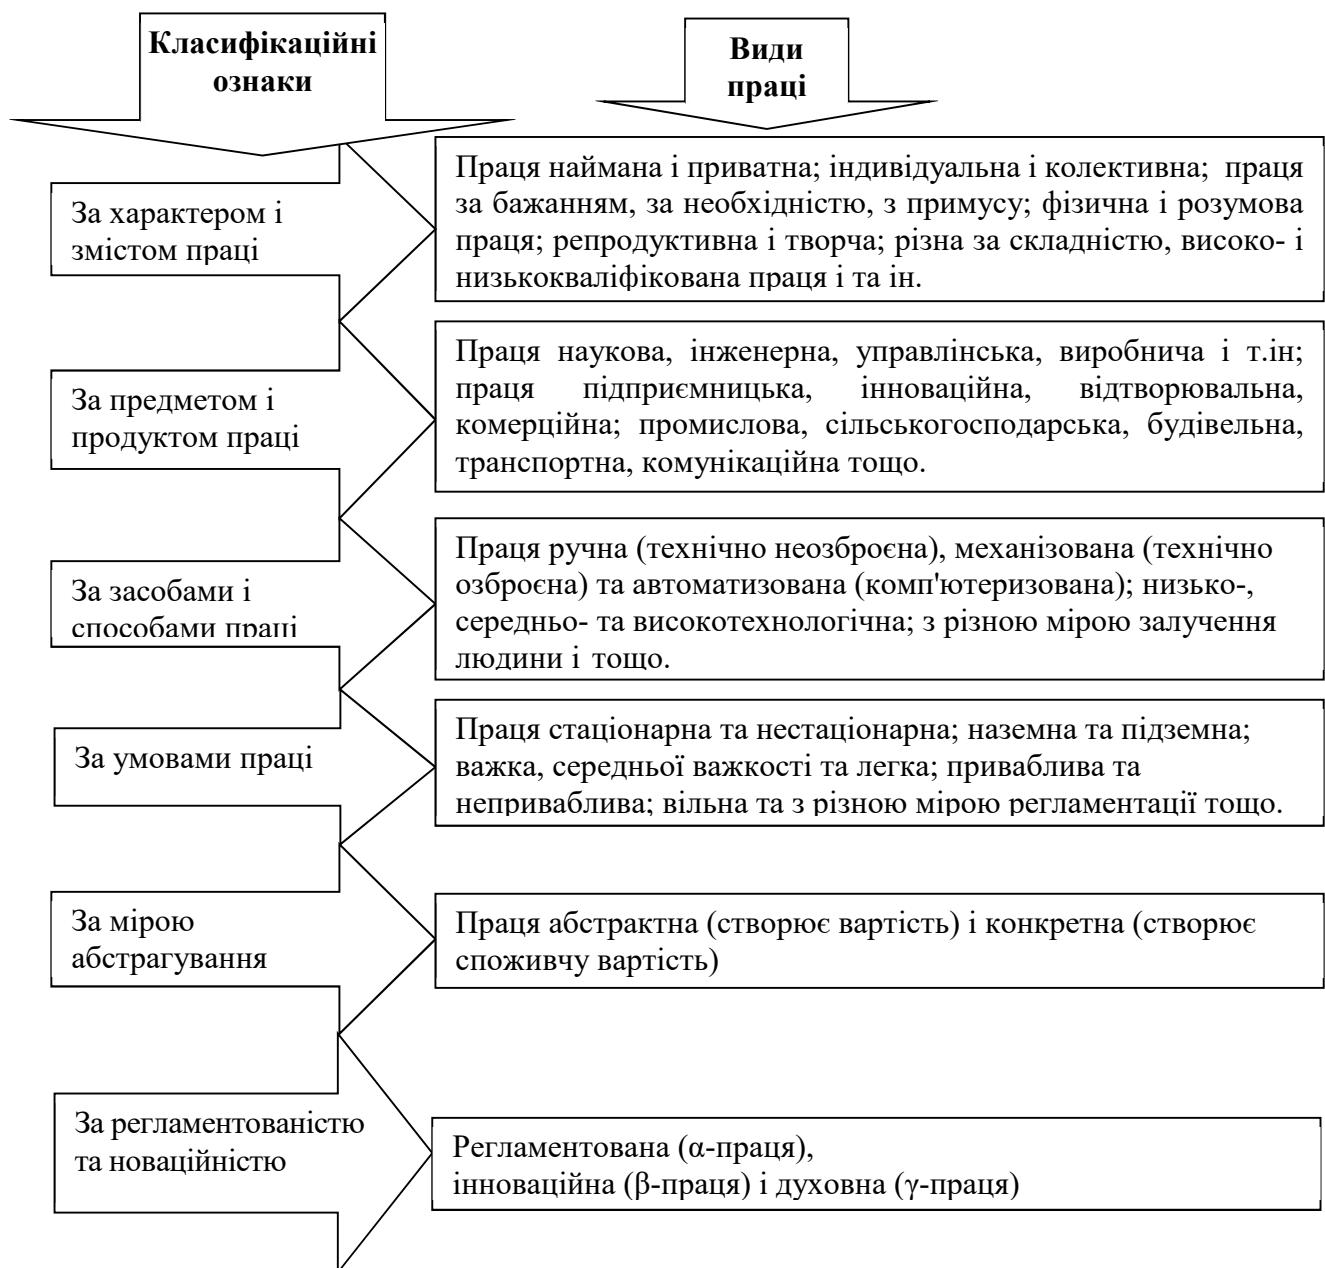 Класифікаційні
ознаки
Види
праці
За характером і
змістом праці
Праця наймана і приватна; індивідуальна і колективна; праця
за бажанням, за необхідністю, з примусу; фізична і розумова
праця; репродуктивна і творча; різна за складністю, високо- і
низькокваліфікована праця і та ін.
За предметом і
продуктом праці
Праця наукова, інженерна, управлінська, виробнича і т.ін;
праця підприємницька, інноваційна, відтворювальна,
комерційна; промислова, сільськогосподарська, будівельна,
транспортна, комунікаційна тощо.
За засобами і
способами праці
Праця ручна (технічно неозброєна), механізована (технічно
озброєна) та автоматизована (комп'ютеризована); низько-,
середньо- та високотехнологічна; з різною мірою залучення
людини і тощо.
За умовами праці
Праця стаціонарна та нестаціонарна; наземна та підземна;
важка, середньої важкості та легка; приваблива та
неприваблива; вільна та з різною мірою регламентації тощо.
За мірою
абстрагування
Праця абстрактна (створює вартість) і конкретна (створює
споживчу вартість)
За регламентованістю
та новаційністю
Регламентована (α-праця),
інноваційна (β-праця) і духовна (γ-праця)